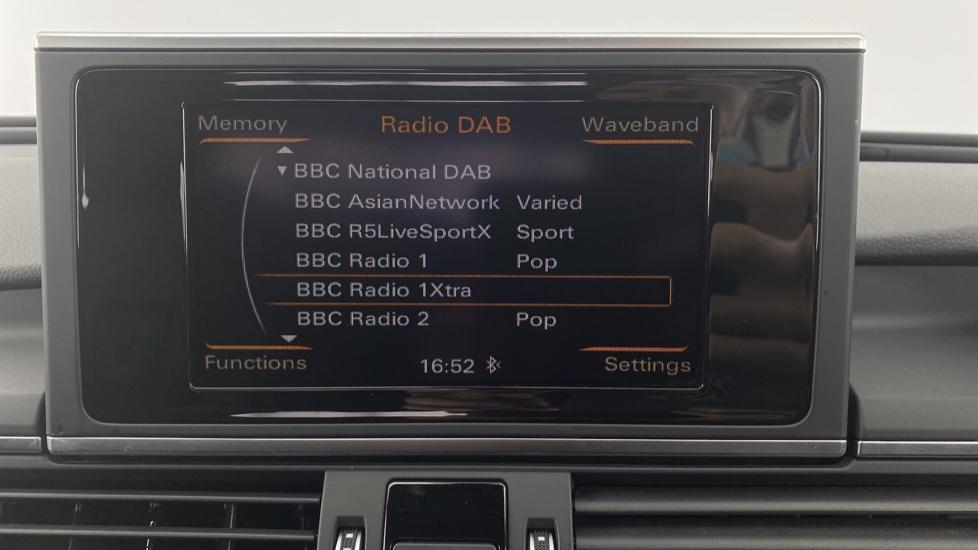 Memory Radio DAB Waveband
BBC National DAB
BBC AsianNetwork Varied
BBC R5LiveSportX Sport
BBC Radio 1 Pop
BBC Radio 1Xtra
BBC Radio 2 Pop
Functions 16:52 Settings